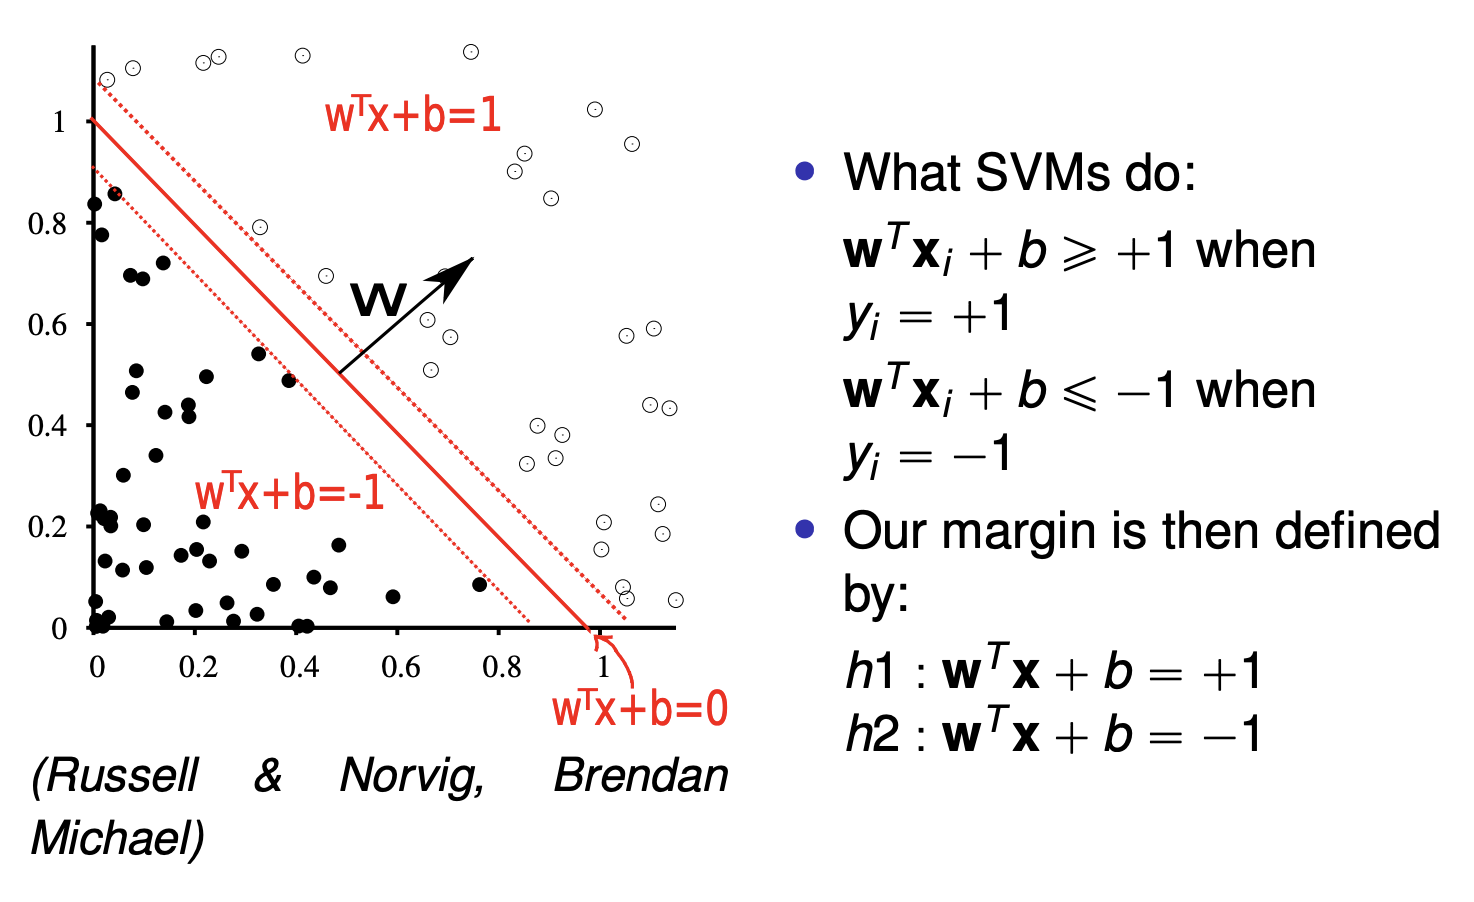 wᵀx+b=1
1
0.8
0.6
W
0.4
wᵀx+b=-1
0.2
0
0 0.2 0.4 0.6 0.8 1
wᵀx+b=0
(Russell & Norvig, Brendan
Michael)
• What SVMs do:
𝐰ᵀ𝐱ᵢ + b ⩾ +1 when
yᵢ = +1
𝐰ᵀ𝐱ᵢ + b ⩽ −1 when
yᵢ = −1
• Our margin is then defined
by:
h1 : 𝐰ᵀ𝐱 + b = +1
h2 : 𝐰ᵀ𝐱 + b = −1